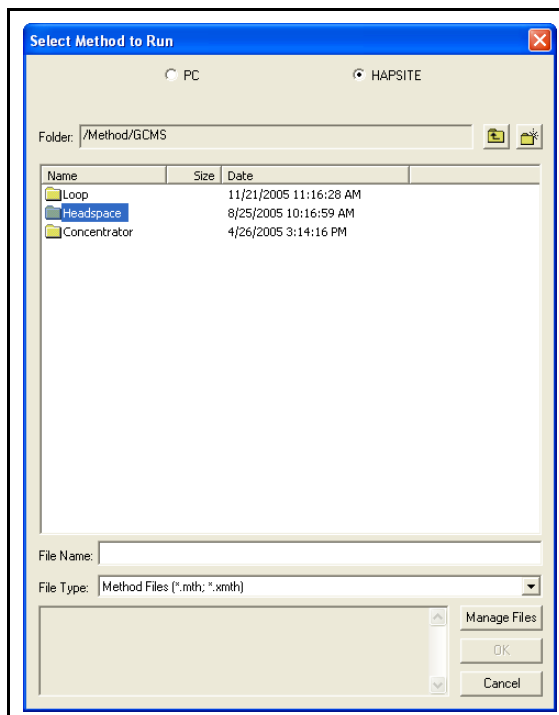 Select Method to Run
PC HAPSITE
Folder: /Method/GCMS
Name Size Date
Loop 11/21/2005 11:16:28 AM
Headspace 8/25/2005 10:16:59 AM
Concentrator 4/26/2005 3:14:16 PM
File Name:
File Type: Method Files (*.mth; *.xmth)
Manage Files
OK
Cancel